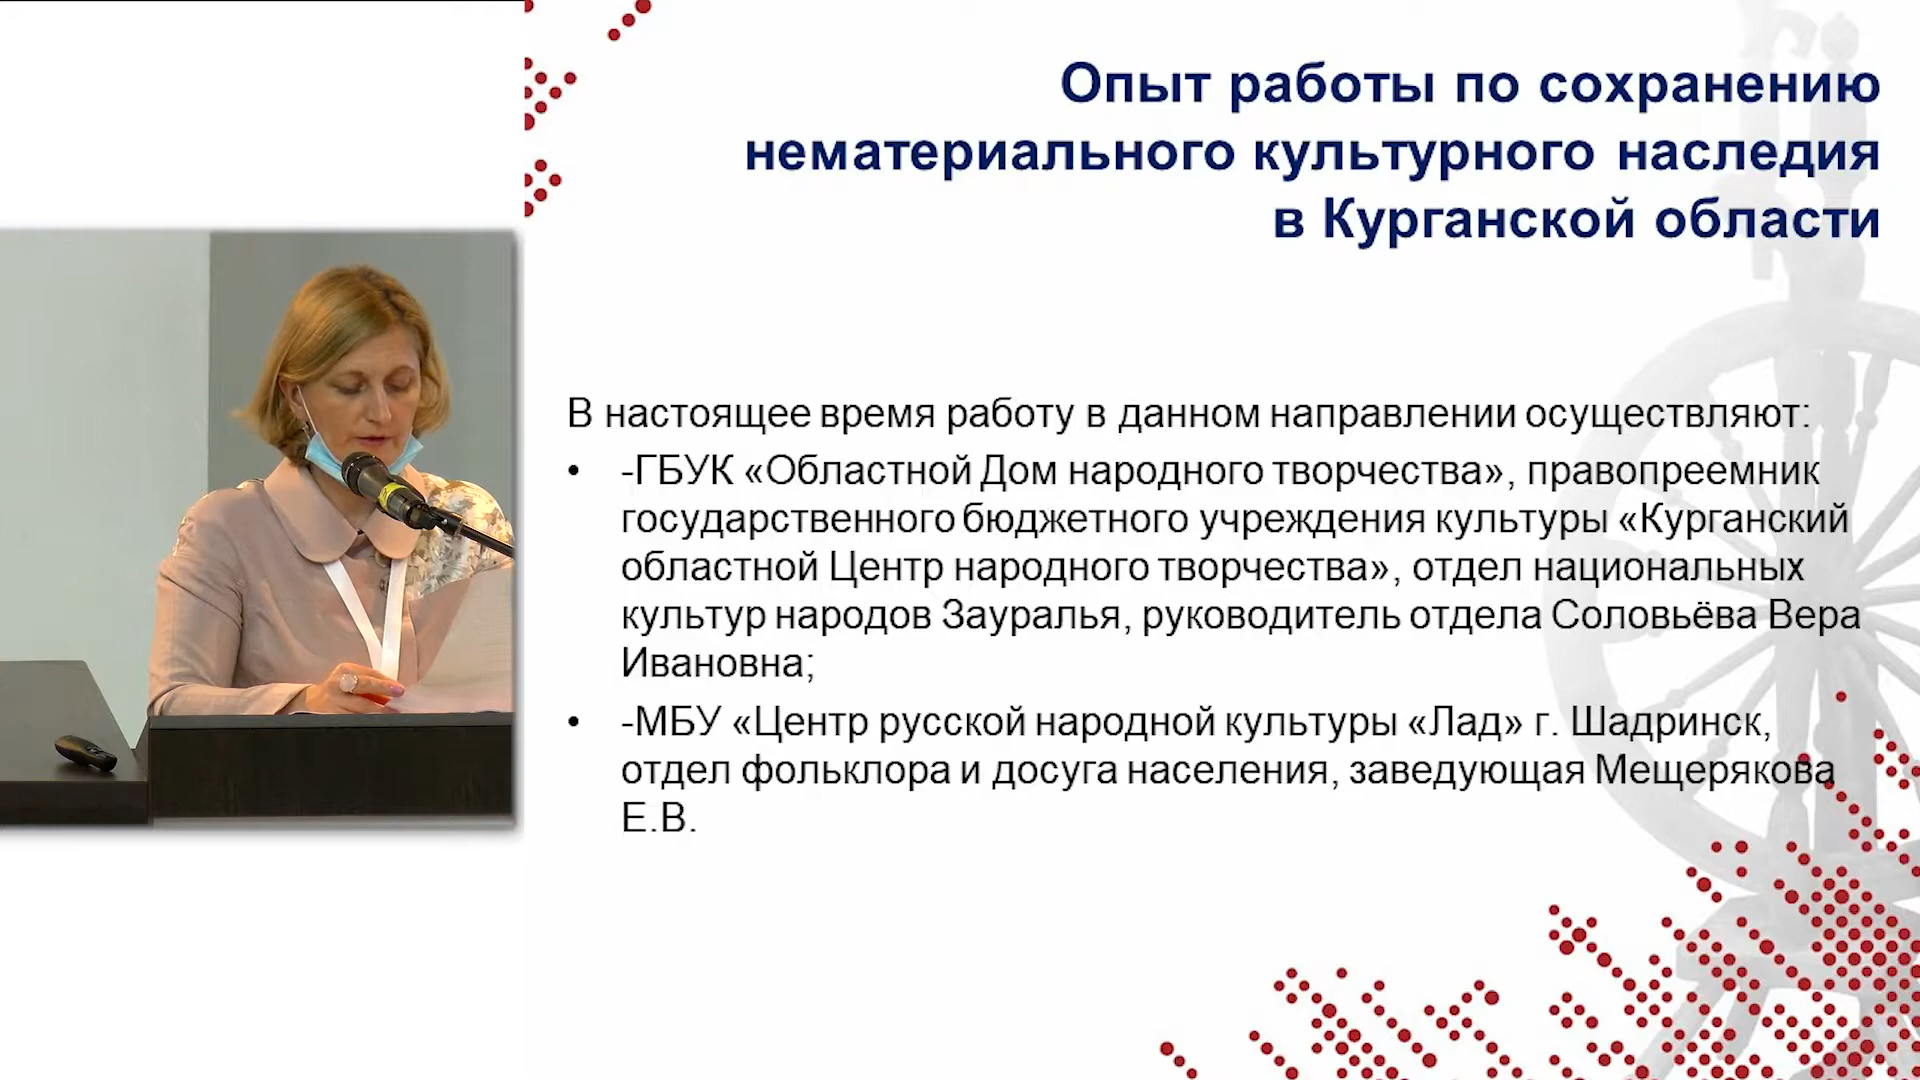 Опыт работы по сохранению
нематериального культурного наследия
в Курганской области
В настоящее время работу в данном направлении осуществляют:
• -ГБУК «Областной Дом народного творчества», правопреемник
государственного бюджетного учреждения культуры «Курганский
областной Центр народного творчества», отдел национальных
культур народов Зауралья, руководитель отдела Соловьёва Вера
Ивановна;
• -МБУ «Центр русской народной культуры «Лад» г. Шадринск,
отдел фольклора и досуга населения, заведующая Мещерякова
Е.В.